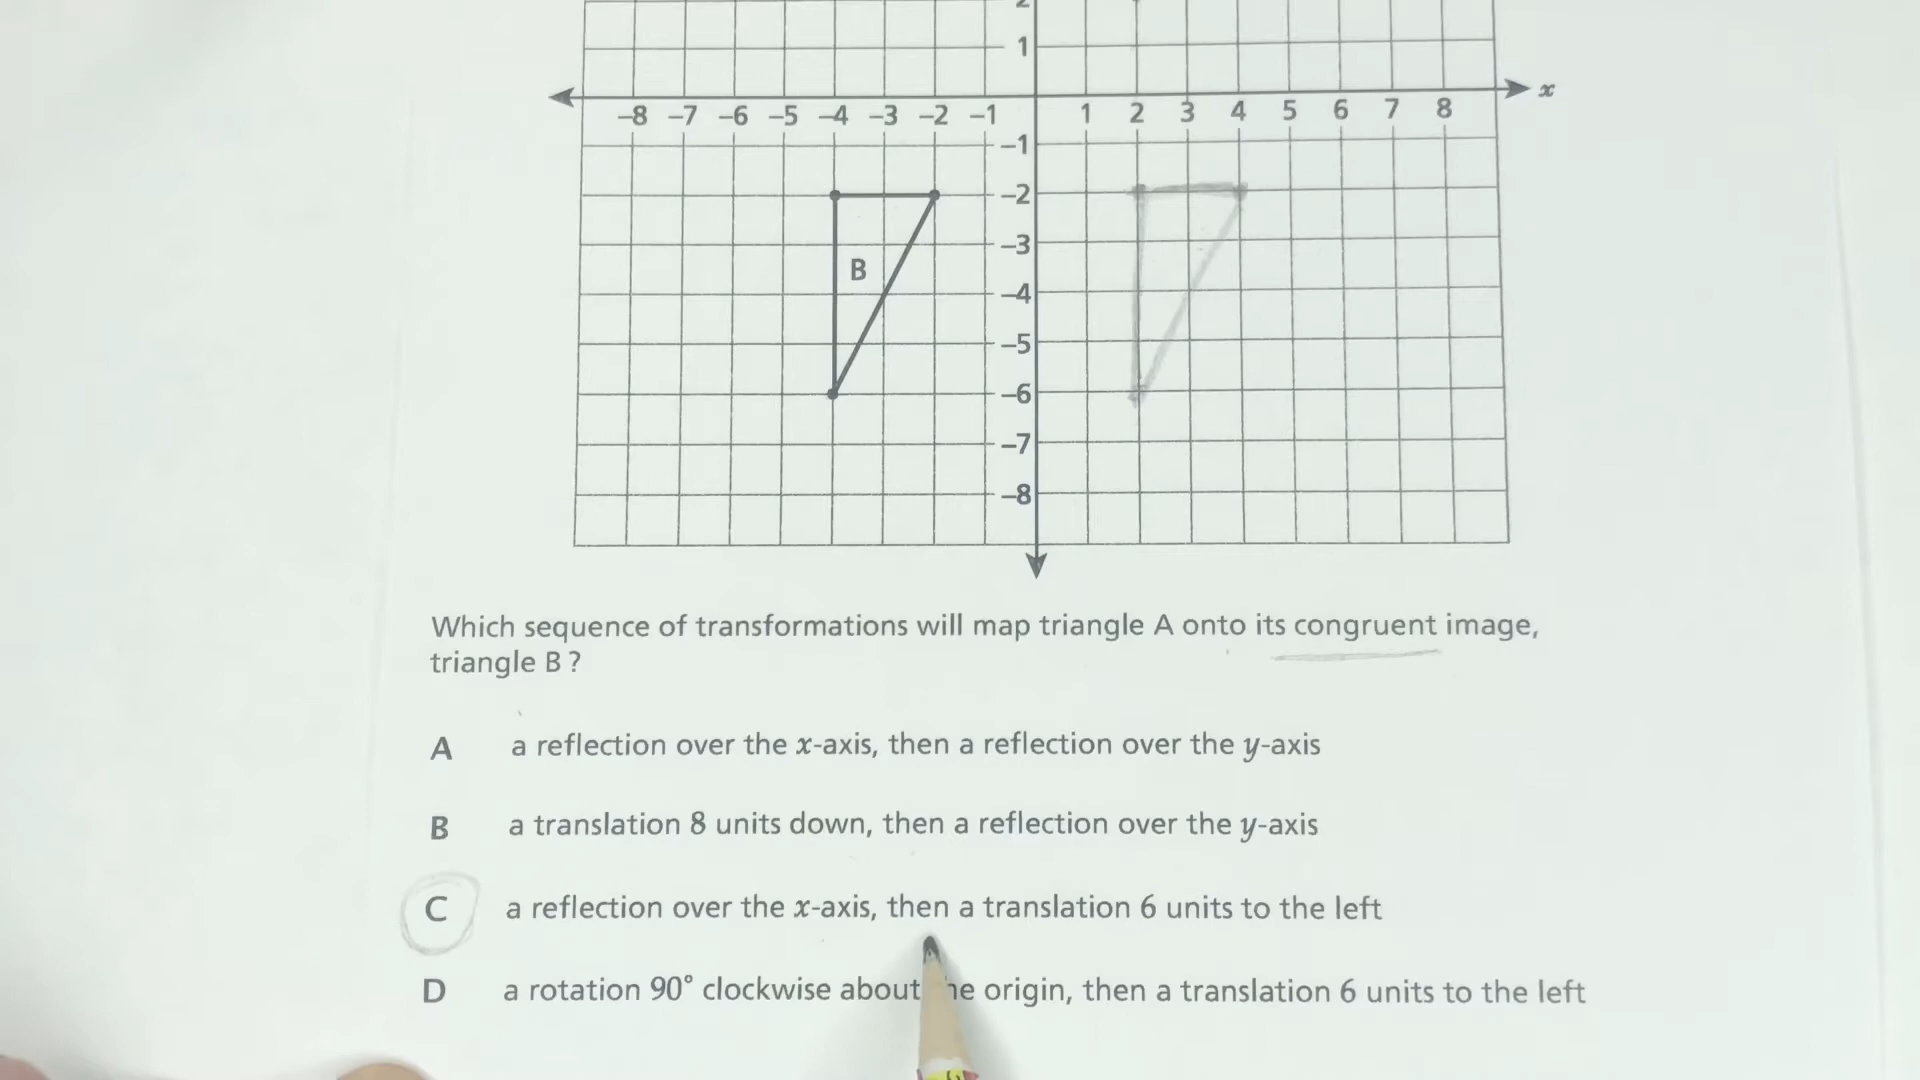 2
1
x
−8 −7 −6 −5 −4 −3 −2 −1 1 2 3 4 5 6 7 8
−1
−2
−3
B
−4
−5
−6
−7
−8
Which sequence of transformations will map triangle A onto its congruent image,
triangle B ?
A a reflection over the x-axis, then a reflection over the y-axis
B a translation 8 units down, then a reflection over the y-axis
C a reflection over the x-axis, then a translation 6 units to the left
D a rotation 90° clockwise about he origin, then a translation 6 units to the left